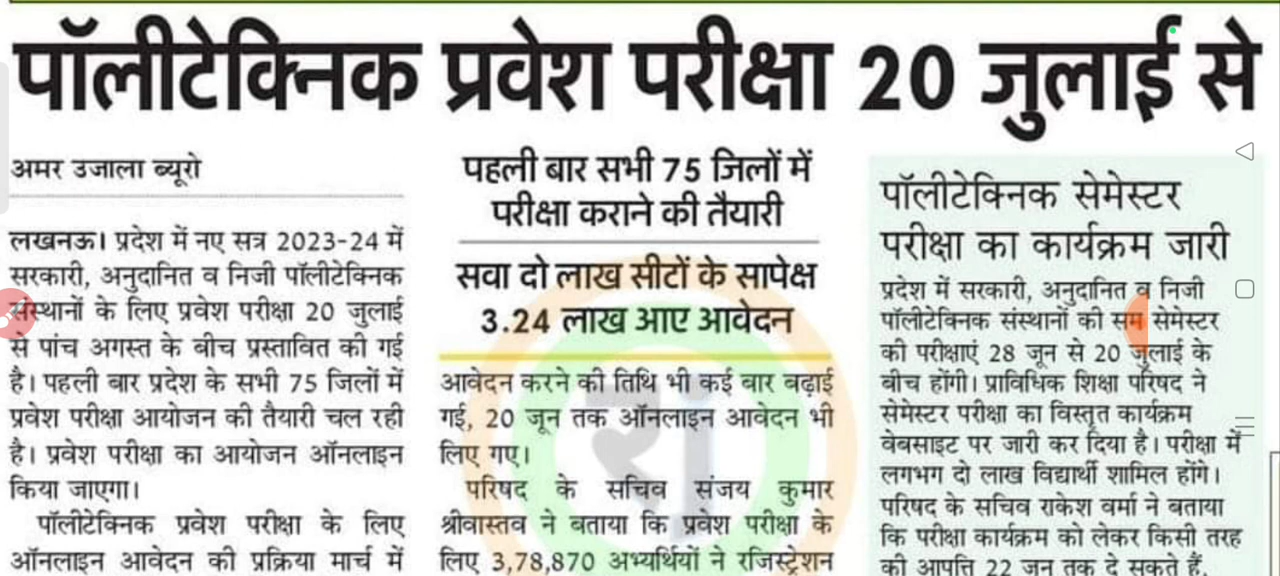 पॉलीटेक्निक प्रवेश परीक्षा 20 जुलाई से
अमर उजाला ब्यूरो
लखनऊ। प्रदेश में नए सत्र 2023-24 में
सरकारी, अनुदानित व निजी पॉलीटेक्निक
संस्थानों के लिए प्रवेश परीक्षा 20 जुलाई
से पांच अगस्त के बीच प्रस्तावित की गई
है। पहली बार प्रदेश के सभी 75 जिलों में
प्रवेश परीक्षा आयोजन की तैयारी चल रही
है। प्रवेश परीक्षा का आयोजन ऑनलाइन
किया जाएगा।
पॉलीटेक्निक प्रवेश परीक्षा के लिए
ऑनलाइन आवेदन की प्रक्रिया मार्च में
पहली बार सभी 75 जिलों में
परीक्षा कराने की तैयारी
सवा दो लाख सीटों के सापेक्ष
3.24 लाख आए आवेदन
आवेदन करने की तिथि भी कई बार बढ़ाई
गई, 20 जून तक ऑनलाइन आवेदन भी
लिए गए।
परिषद के सचिव संजय कुमार
श्रीवास्तव ने बताया कि प्रवेश परीक्षा के
लिए 3,78,870 अभ्यर्थियों ने रजिस्ट्रेशन
पॉलीटेक्निक सेमेस्टर
परीक्षा का कार्यक्रम जारी
प्रदेश में सरकारी, अनुदानित व निजी
पॉलीटेक्निक संस्थानों की सम सेमेस्टर
की परीक्षाएं 28 जून से 20 जुलाई के
बीच होंगी। प्राविधिक शिक्षा परिषद ने
सेमेस्टर परीक्षा का विस्तृत कार्यक्रम
वेबसाइट पर जारी कर दिया है। परीक्षा में
लगभग दो लाख विद्यार्थी शामिल होंगे।
परिषद के सचिव राकेश वर्मा ने बताया
कि परीक्षा कार्यक्रम को लेकर किसी तरह
की आपत्ति 22 जून तक दे सकते हैं.